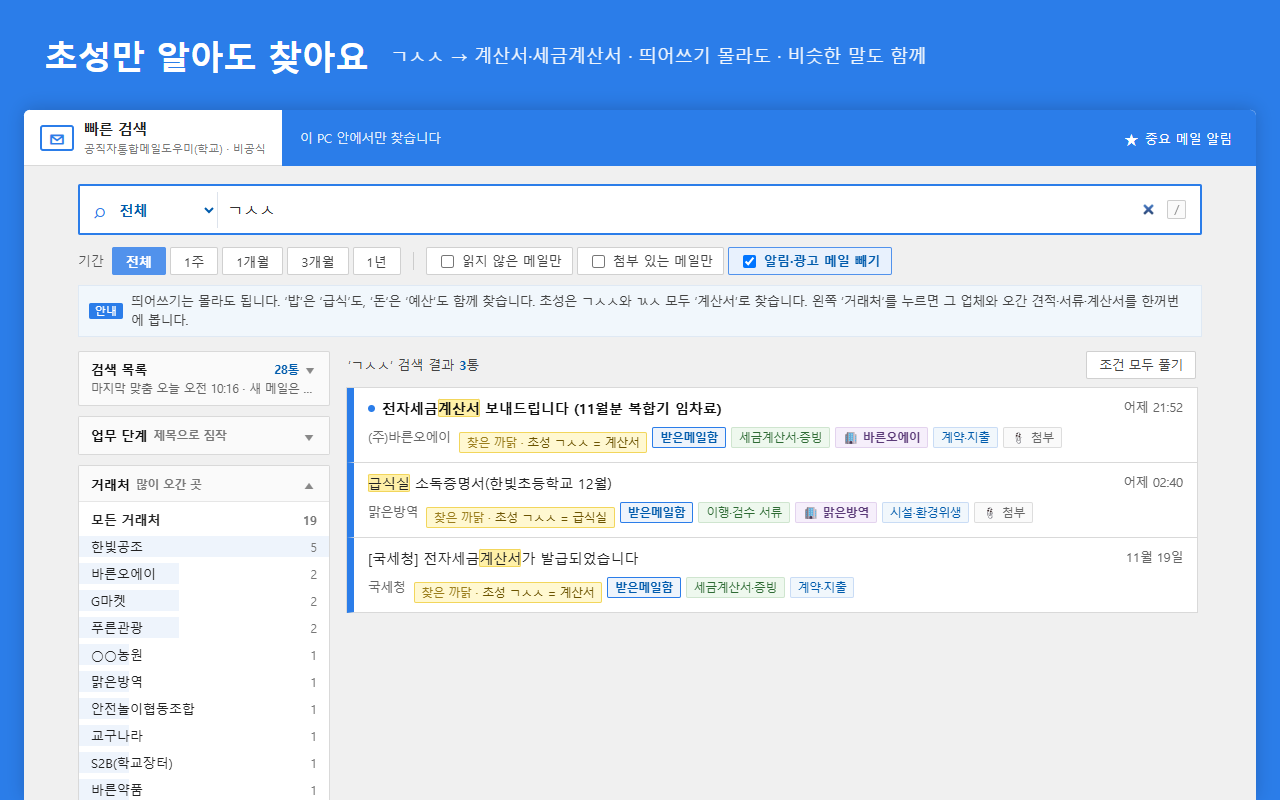 초성만 알아도 찾아요 ㄱㅅㅅ → 계산서·세금계산서 · 띄어쓰기 몰라도 · 비슷한 말도 함께
빠른 검색
공직자통합메일도우미(학교) · 비공식
이 PC 안에서만 찾습니다
★ 중요 메일 알림
전체 ㄱㅅㅅ /
기간 전체 1주 1개월 3개월 1년 읽지 않은 메일만 첨부 있는 메일만 알림·광고 메일 빼기
안내 띄어쓰기는 몰라도 됩니다. ‘밥’은 ‘급식’도, ‘돈’은 ‘예산’도 함께 찾습니다. 초성은 ㄱㅅㅅ와 ㄳㅅ 모두 ‘계산서’로 찾습니다. 왼쪽 ‘거래처’를 누르면 그 업체와 오간 견적·서류·계산서를 한꺼번
에 봅니다.
검색 목록 28통
마지막 맞춤 오늘 오전 10:16 · 새 메일은 ...
업무 단계 제목으로 짐작
거래처 많이 오간 곳
모든 거래처 19
한빛공조 5
바른오에이 2
G마켓 2
푸른관광 2
○○농원 1
맑은방역 1
안전놀이협동조합 1
교구나라 1
S2B(학교장터) 1
바른약품 1
‘ㄱㅅㅅ’ 검색 결과 3통
조건 모두 풀기
전자세금계산서 보내드립니다 (11월분 복합기 임차료) 어제 21:52
(주)바른오에이 찾은 까닭 · 초성 ㄱㅅㅅ = 계산서 받은메일함 세금계산서·증빙 바른오에이 계약·지출 첨부
급식실 소독증명서(한빛초등학교 12월) 어제 02:40
맑은방역 찾은 까닭 · 초성 ㄱㅅㅅ = 급식실 받은메일함 이행·검수 서류 맑은방역 시설·환경위생 첨부
[국세청] 전자세금계산서가 발급되었습니다 11월 19일
국세청 찾은 까닭 · 초성 ㄱㅅㅅ = 계산서 받은메일함 세금계산서·증빙 계약·지출